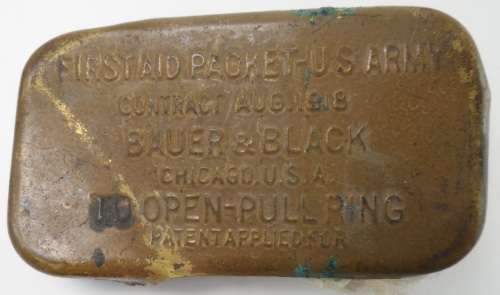 FIRST AID PACKET-U.S ARMY
CONTRACT AUG.1918
BAUER & BLACK
CHICAGO.U.S.A.
TO OPEN-PULL RING
PATENT APPLIED FOR